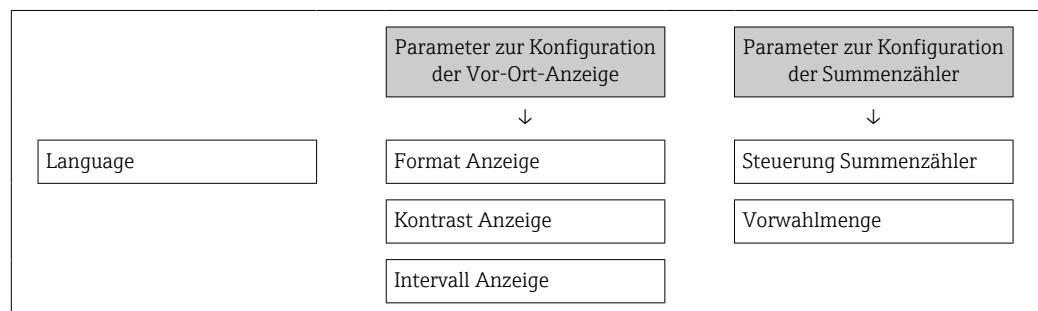 Parameter zur Konfiguration
der Vor-Ort-Anzeige
Parameter zur Konfiguration
der Summenzähler
↓
↓
Language
Format Anzeige
Steuerung Summenzähler
Kontrast Anzeige
Vorwahlmenge
Intervall Anzeige